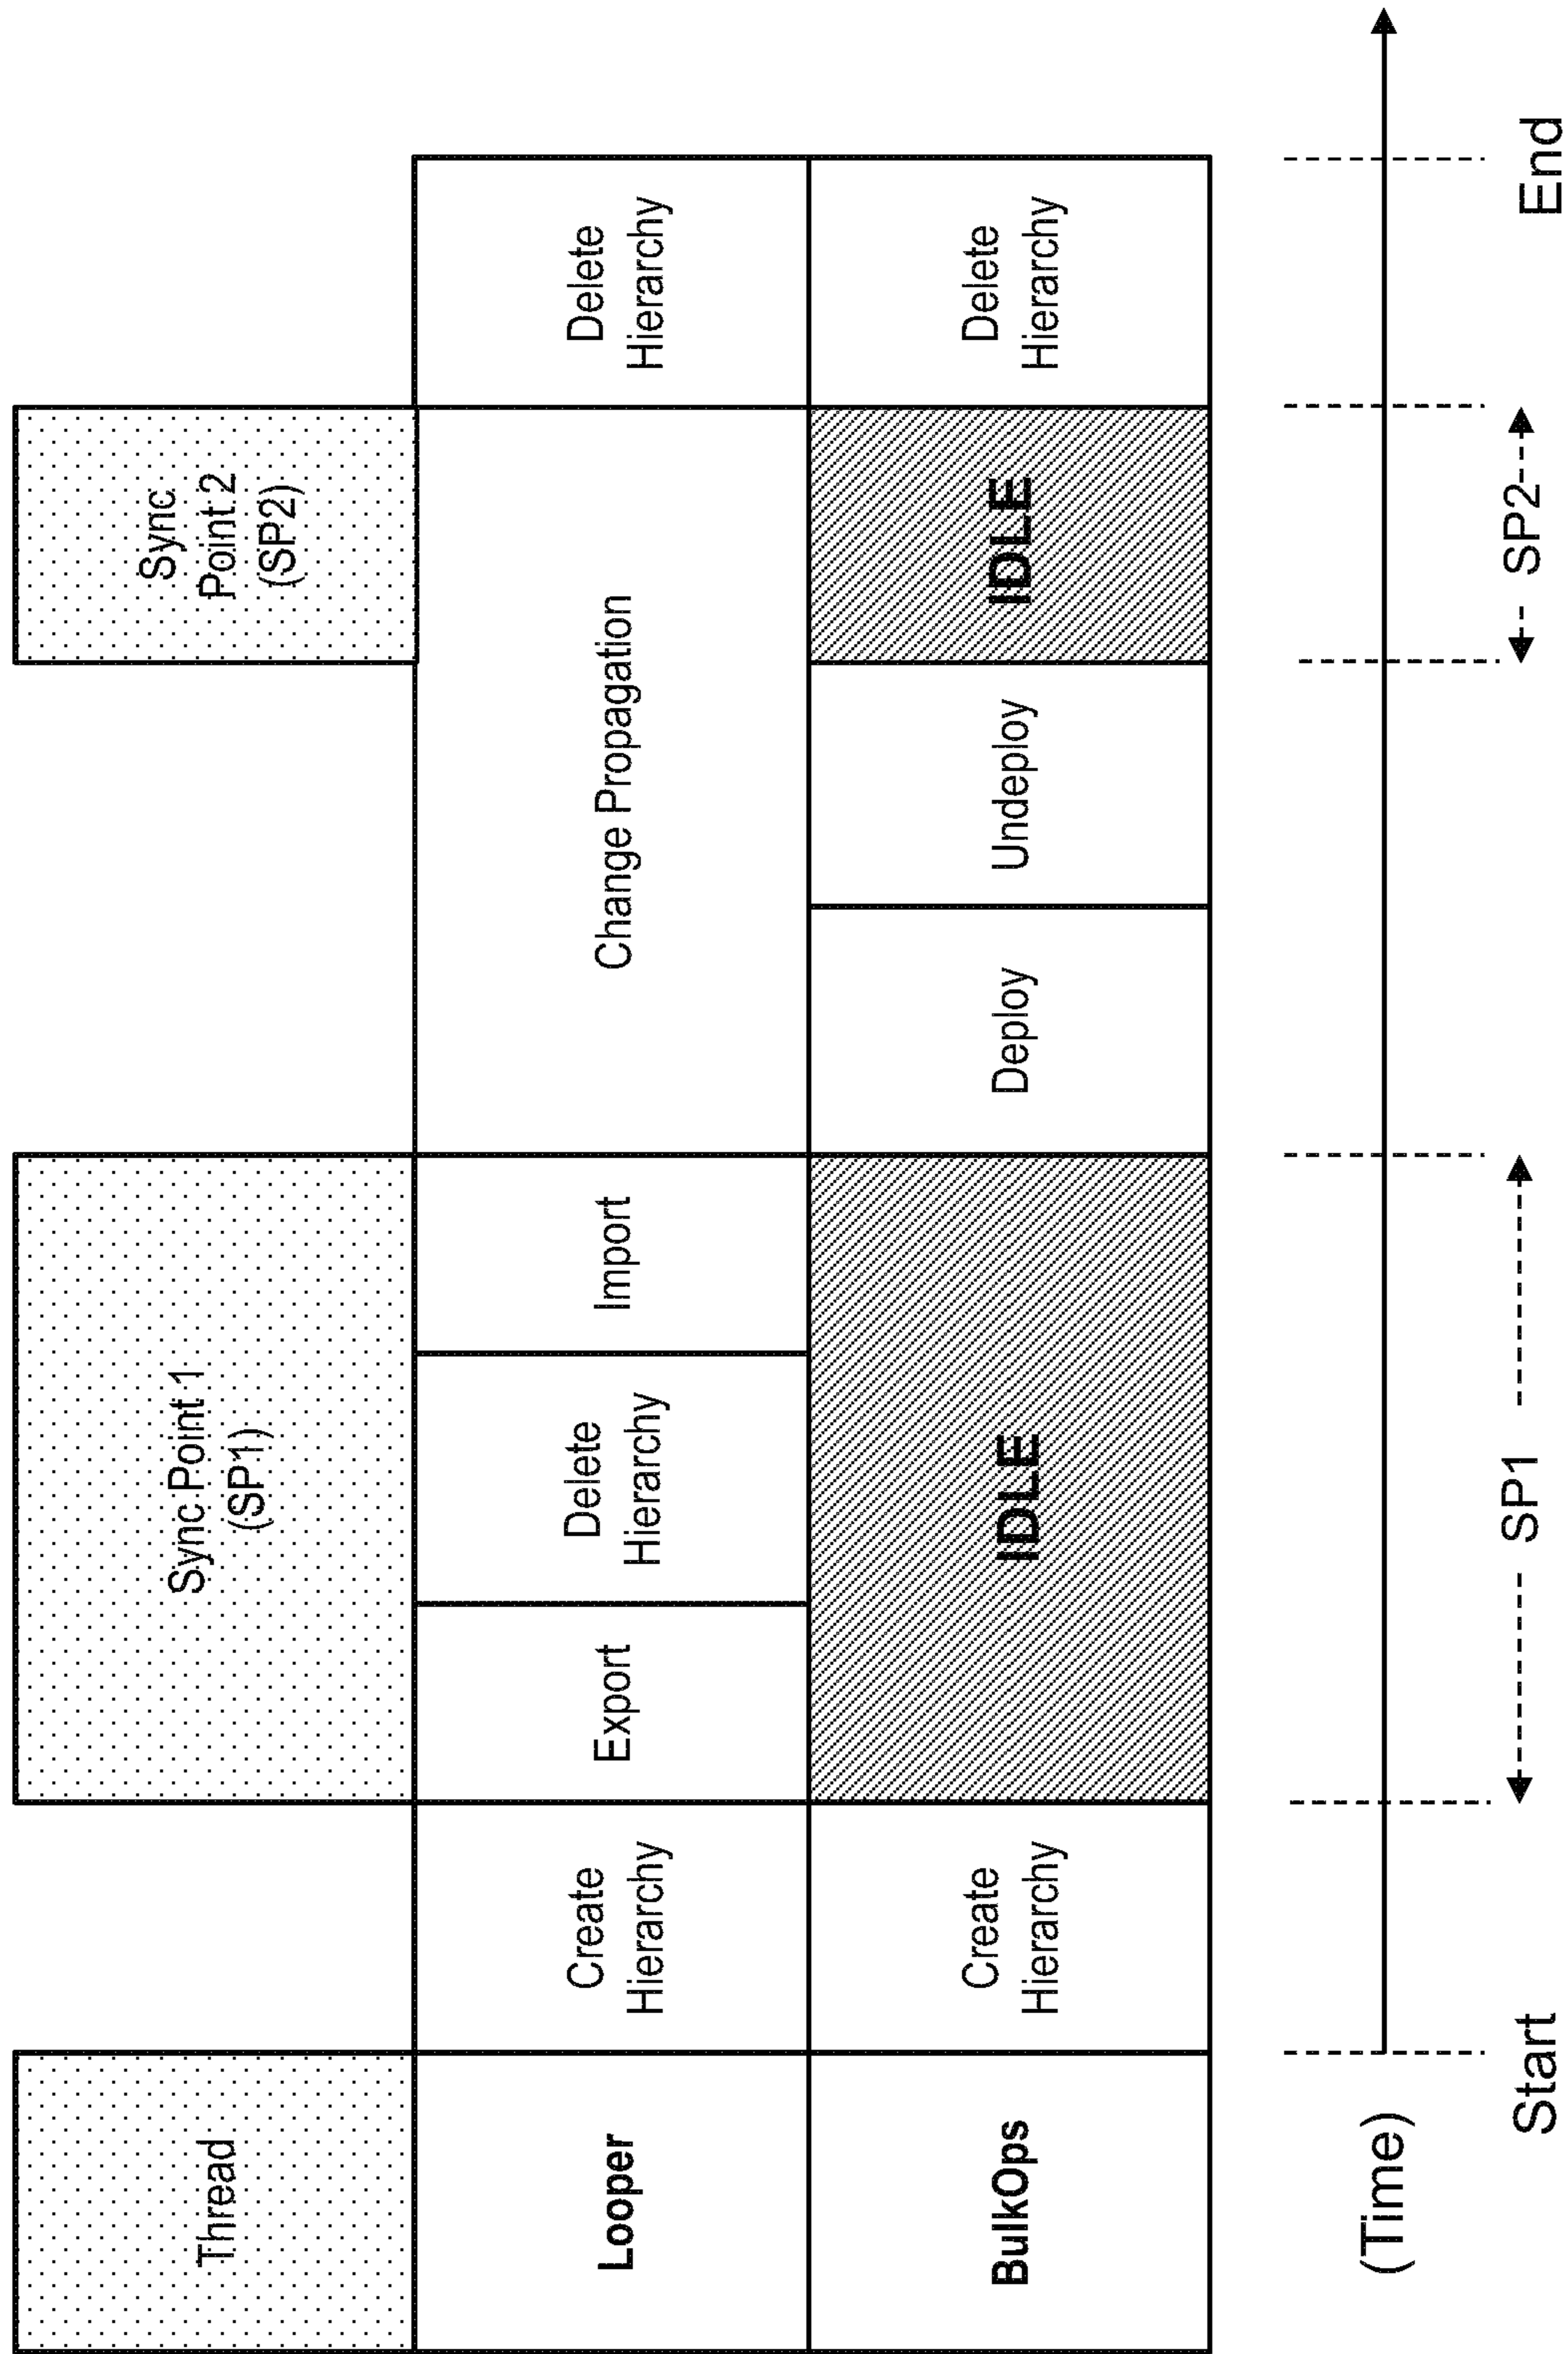 Thread
Sync Point 1
(SP1)
Sync
Point 2
(SP2)
Looper
Create
Hierarchy
Export
Delete
Hierarchy
Import
Change Propagation
Delete
Hierarchy
BulkOps
Create
Hierarchy
IDLE
Deploy
Undeploy
IDLE
Delete
Hierarchy
(Time)
Start
SP1
SP2
End